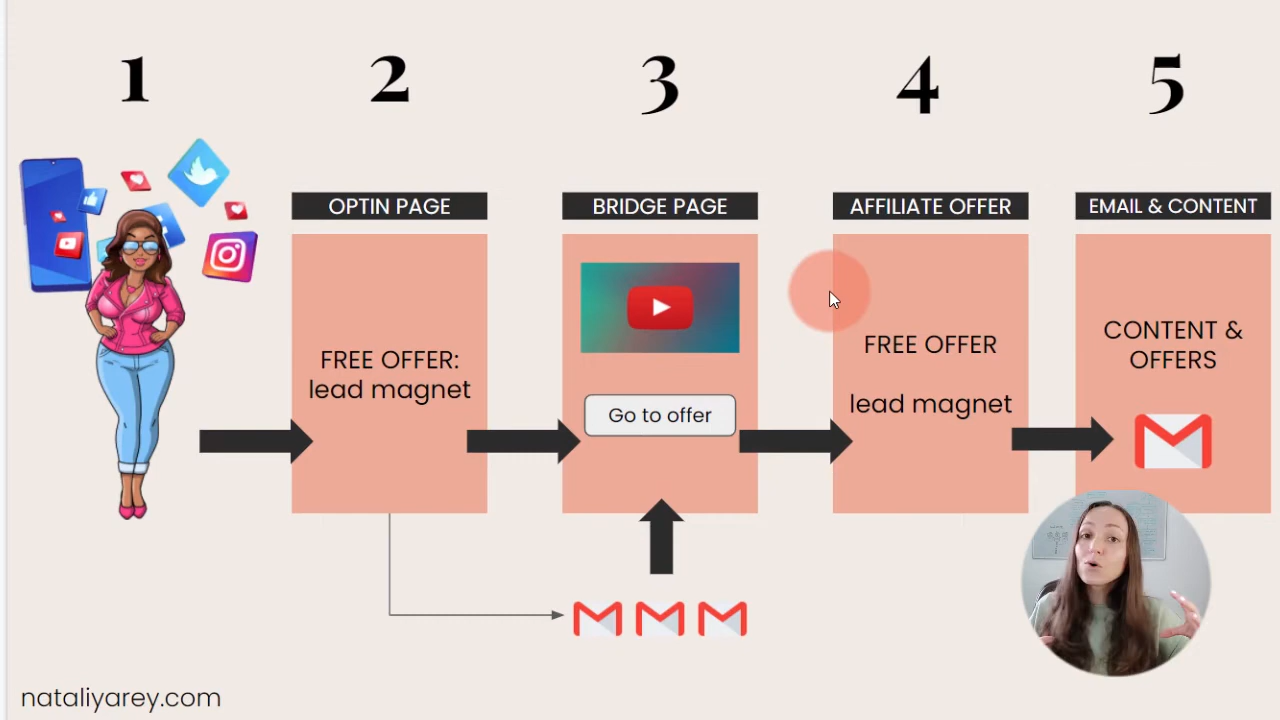 1
2
3
4
5
OPTIN PAGE
BRIDGE PAGE
AFFILIATE OFFER
EMAIL & CONTENT
FREE OFFER:
lead magnet
Go to offer
FREE OFFER
lead magnet
CONTENT &
OFFERS
nataliyarey.com